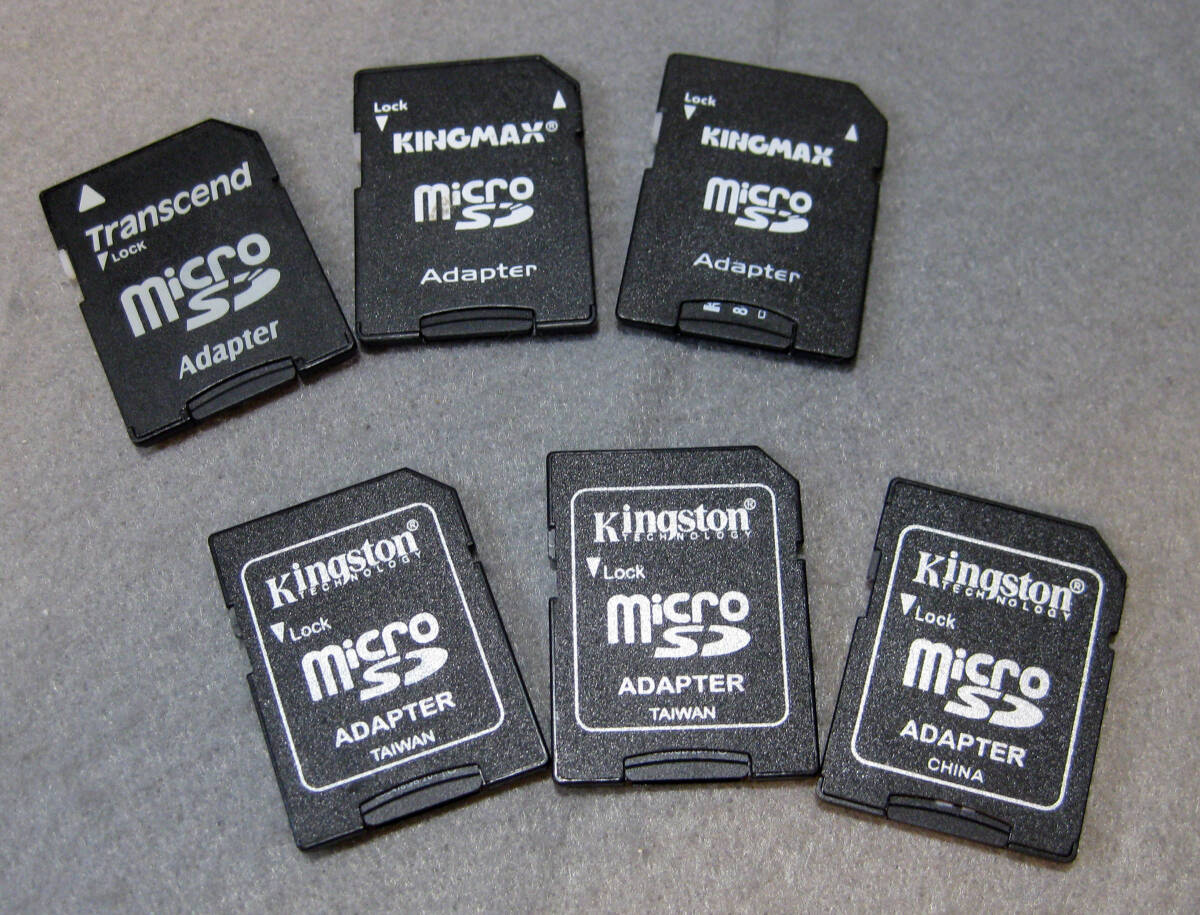 Transcend
Lock
micro
SD
Adapter
Lock
KINGMAX®
micro
SD
Adapter
Lock
KINGMAX
micro
SD
Adapter
Kingston®
TECHNOLOGY
Lock
micro
SD
ADAPTER
TAIWAN
Kingston®
TECHNOLOGY
Lock
micro
SD
ADAPTER
TAIWAN
Kingston®
TECHNOLOGY
Lock
micro
SD
ADAPTER
CHINA